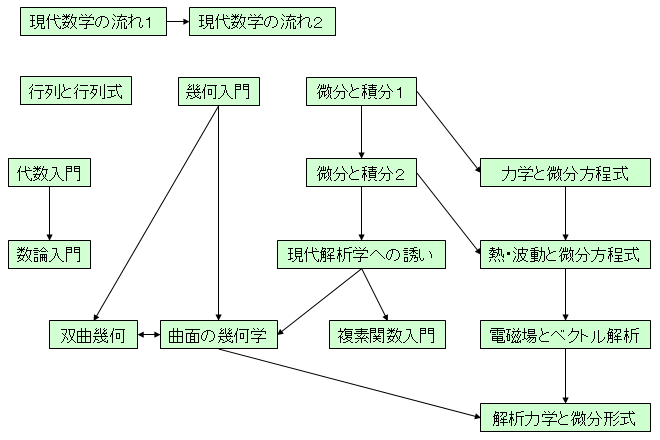 現代数学の流れ１
現代数学の流れ２
行列と行列式
幾何入門
微分と積分１
代数入門
微分と積分２
力学と微分方程式
数論入門
現代解析学への誘い
熱・波動と微分方程式
双曲幾何
曲面の幾何学
複素関数入門
電磁場とベクトル解析
解析力学と微分形式